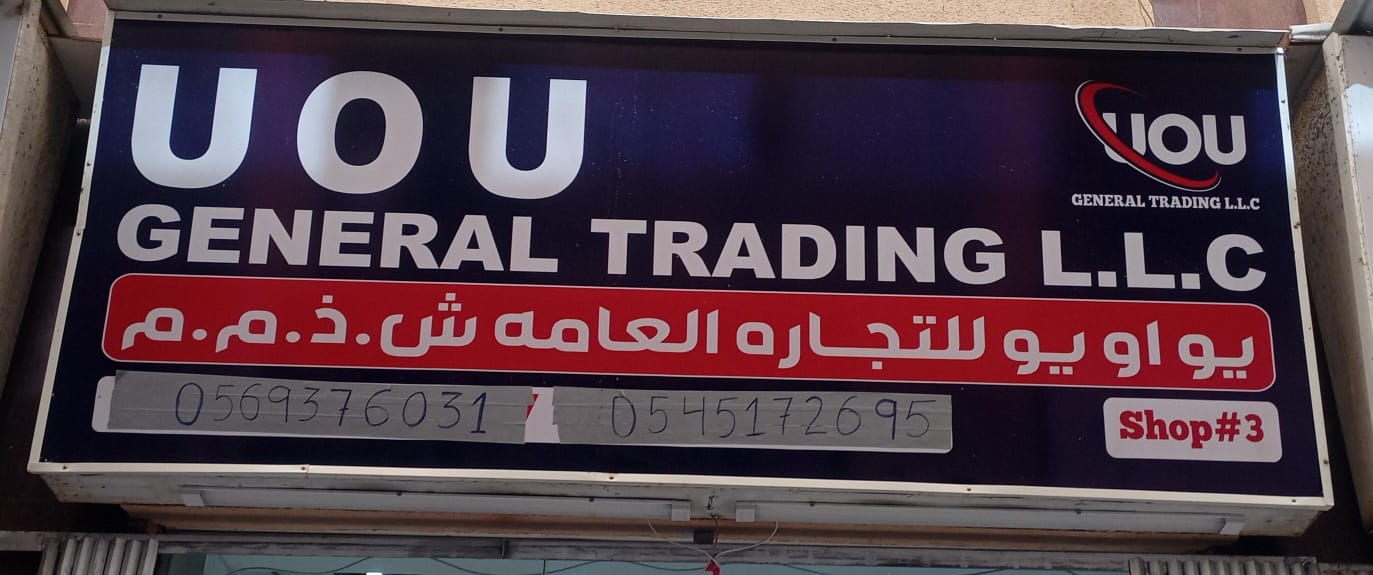 UOU
UOU
GENERAL TRADING L.L.C
GENERAL TRADING L.L.C
يو او يو للتجاره العامه ش.ذ.م.م
0569376031 0545172695
Shop#3